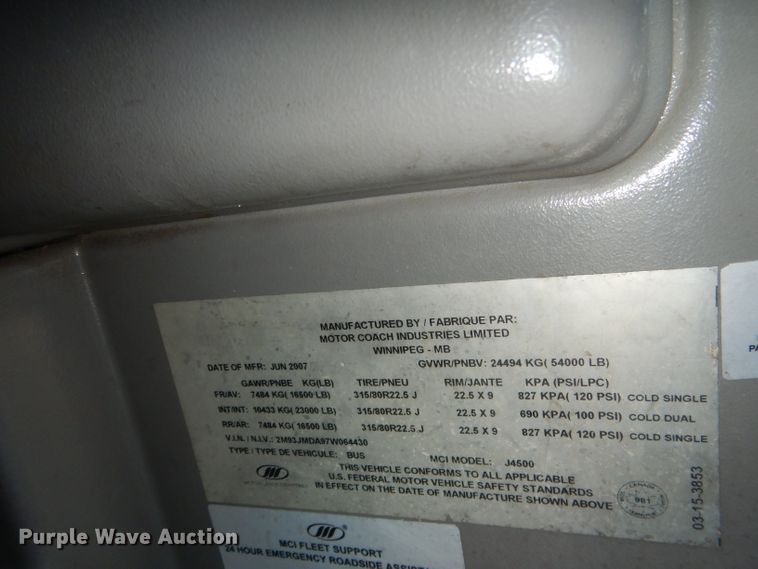 MANUFACTURED BY / FABRIQUE PAR:
MOTOR COACH INDUSTRIES LIMITED
WINNIPEG - MB
DATE OF MFR: JUN 2007 GVWR/PNBV: 24494 KG( 54000 LB)
GAWR/PNBE KG(LB) TIRE/PNEU RIM/JANTE KPA (PSI/LPC)
FR/AV: 7484 KG( 16500 LB) 315/80R22.5 J 22.5 X 9 827 KPA( 120 PSI) COLD SINGLE
INT/INT: 10433 KG( 23000 LB) 315/80R22.5 J 22.5 X 9 690 KPA( 100 PSI) COLD DUAL
RR/AR: 7484 KG( 16500 LB) 315/80R22.5 J 22.5 X 9 827 KPA( 120 PSI) COLD SINGLE
V.I.N. / N.I.V.: 2M93JMDA97W064430
TYPE / TYPE DE VEHICULE: BUS MCI MODEL: J4500
THIS VEHICLE CONFORMS TO ALL APPLICABLE
U.S. FEDERAL MOTOR VEHICLE SAFETY STANDARDS
IN EFFECT ON THE DATE OF MANUFACTURE SHOWN ABOVE
CANADA
981
03-15-3853
PA
MCI FLEET SUPPORT
24 HOUR EMERGENCY ROADSIDE ASSISTA
Purple Wave Auction